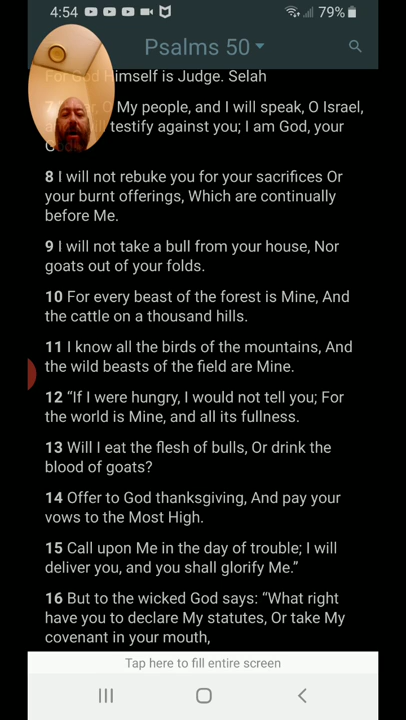 4:54
79%
Psalms 50
For God Himself is Judge. Selah
My people, and I will speak, O Israel,
testify against you; I am God, your
8 I will not rebuke you for your sacrifices Or
your burnt offerings, Which are continually
before Me.
9 I will not take a bull from your house, Nor
goats out of your folds.
10 For every beast of the forest is Mine, And
the cattle on a thousand hills.
11 I know all the birds of the mountains, And
the wild beasts of the field are Mine.
12 “If I were hungry, I would not tell you; For
the world is Mine, and all its fullness.
13 Will I eat the flesh of bulls, Or drink the
blood of goats?
14 Offer to God thanksgiving, And pay your
vows to the Most High.
15 Call upon Me in the day of trouble; I will
deliver you, and you shall glorify Me.”
16 But to the wicked God says: “What right
have you to declare My statutes, Or take My
covenant in your mouth,
Tap here to fill entire screen